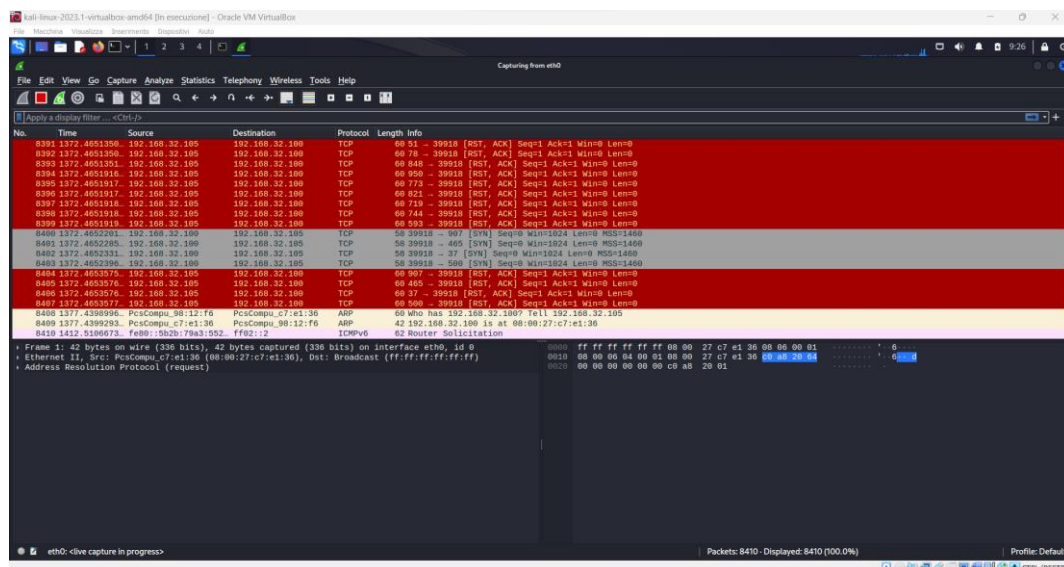 kali-linux-2023.1-virtualbox-amd64 [In esecuzione] - Oracle VM VirtualBox
File Macchina Visualizza Inserimento Dispositivi Aiuto
1 2 3 4 9:26
Capturing from eth0
File Edit View Go Capture Analyze Statistics Telephony Wireless Tools Help
Apply a display filter ... <Ctrl-/>
No. Time Source Destination Protocol Length Info
8391 1372.4651350… 192.168.32.105 192.168.32.100 TCP 60 51 → 39918 [RST, ACK] Seq=1 Ack=1 Win=0 Len=0
8392 1372.4651350… 192.168.32.105 192.168.32.100 TCP 60 78 → 39918 [RST, ACK] Seq=1 Ack=1 Win=0 Len=0
8393 1372.4651351… 192.168.32.105 192.168.32.100 TCP 60 848 → 39918 [RST, ACK] Seq=1 Ack=1 Win=0 Len=0
8394 1372.4651916… 192.168.32.105 192.168.32.100 TCP 60 950 → 39918 [RST, ACK] Seq=1 Ack=1 Win=0 Len=0
8395 1372.4651917… 192.168.32.105 192.168.32.100 TCP 60 773 → 39918 [RST, ACK] Seq=1 Ack=1 Win=0 Len=0
8396 1372.4651917… 192.168.32.105 192.168.32.100 TCP 60 821 → 39918 [RST, ACK] Seq=1 Ack=1 Win=0 Len=0
8397 1372.4651918… 192.168.32.105 192.168.32.100 TCP 60 719 → 39918 [RST, ACK] Seq=1 Ack=1 Win=0 Len=0
8398 1372.4651918… 192.168.32.105 192.168.32.100 TCP 60 744 → 39918 [RST, ACK] Seq=1 Ack=1 Win=0 Len=0
8399 1372.4651919… 192.168.32.105 192.168.32.100 TCP 60 593 → 39918 [RST, ACK] Seq=1 Ack=1 Win=0 Len=0
8400 1372.4652201… 192.168.32.100 192.168.32.105 TCP 58 39918 → 907 [SYN] Seq=0 Win=1024 Len=0 MSS=1460
8401 1372.4652285… 192.168.32.100 192.168.32.105 TCP 58 39918 → 465 [SYN] Seq=0 Win=1024 Len=0 MSS=1460
8402 1372.4652331… 192.168.32.100 192.168.32.105 TCP 58 39918 → 37 [SYN] Seq=0 Win=1024 Len=0 MSS=1460
8403 1372.4652396… 192.168.32.100 192.168.32.105 TCP 58 39918 → 500 [SYN] Seq=0 Win=1024 Len=0 MSS=1460
8404 1372.4653575… 192.168.32.105 192.168.32.100 TCP 60 907 → 39918 [RST, ACK] Seq=1 Ack=1 Win=0 Len=0
8405 1372.4653576… 192.168.32.105 192.168.32.100 TCP 60 465 → 39918 [RST, ACK] Seq=1 Ack=1 Win=0 Len=0
8406 1372.4653576… 192.168.32.105 192.168.32.100 TCP 60 37 → 39918 [RST, ACK] Seq=1 Ack=1 Win=0 Len=0
8407 1372.4653577… 192.168.32.105 192.168.32.100 TCP 60 500 → 39918 [RST, ACK] Seq=1 Ack=1 Win=0 Len=0
8408 1377.4398996… PcsCompu_98:12:f6 PcsCompu_c7:e1:36 ARP 60 Who has 192.168.32.100? Tell 192.168.32.105
8409 1377.4399293… PcsCompu_c7:e1:36 PcsCompu_98:12:f6 ARP 42 192.168.32.100 is at 08:00:27:c7:e1:36
8410 1412.5106673… fe80::5b2b:79a3:552… ff02::2 ICMPv6 62 Router Solicitation
Frame 1: 42 bytes on wire (336 bits), 42 bytes captured (336 bits) on interface eth0, id 0
Ethernet II, Src: PcsCompu_c7:e1:36 (08:00:27:c7:e1:36), Dst: Broadcast (ff:ff:ff:ff:ff:ff)
Address Resolution Protocol (request)
0000 ff ff ff ff ff ff 08 00 27 c7 e1 36 08 06 00 01 ········ '··6····
0010 08 00 06 04 00 01 08 00 27 c7 e1 36 c0 a8 20 64 ········ '··6·· d
0020 00 00 00 00 00 00 c0 a8 20 01
eth0: <live capture in progress> Packets: 8410 · Displayed: 8410 (100.0%) Profile: Default